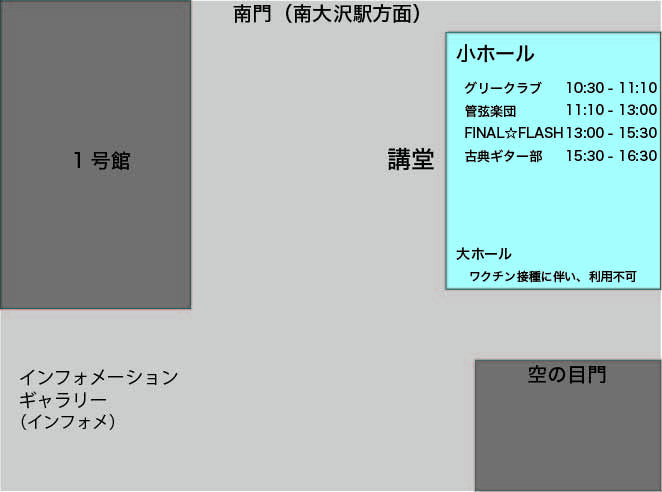 南門（南大沢駅方面）
小ホール
グリークラブ 10:30 - 11:10
管弦楽団 11:10 - 13:00
FINAL☆FLASH 13:00 - 15:30
古典ギター部 15:30 - 16:30
１号館
講堂
大ホール
ワクチン接種に伴い、利用不可
インフォメーション
ギャラリー
（インフォメ）
空の目門